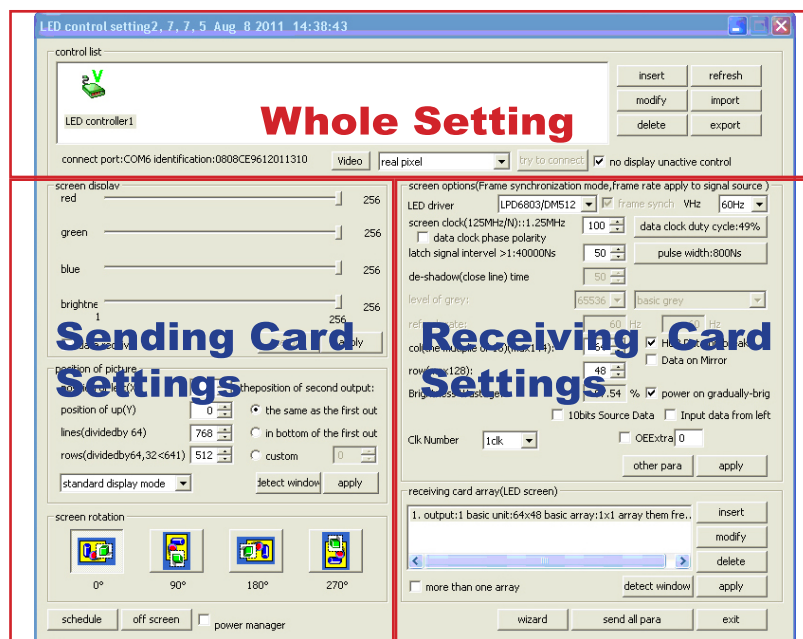 LED control setting2, 7, 7, 5 Aug 8 2011 14:38:43
control list
insert refresh
modify import
delete export
LED controller1
Whole Setting
connect port:COM6 identification:0808CE9612011310 Video real pixel try to connect no display unactive control
screen display
red 256
green 256
blue 256
brightne 256
1 256
Sending Card Settings
position of picture
theposition of second output:
position of up(Y) 0 the same as the first out
lines(dividedby 64) 768 in bottom of the first out
rows(dividedby64,32<641) 512 custom 0
standard display mode detect window apply
screen rotation
0° 90° 180° 270°
schedule off screen power manager
screen options(Frame synchronization mode,frame rate apply to signal source )
LED driver LPD6803/DM512 frame synch VHz 60Hz
screen clock(125MHz/N)::1.25MHz 100 data clock duty cycle:49%
data clock phase polarity
latch signal intervel >1:40000Ns 50 pulse width:800Ns
de-shadow(close line) time 50
level of grey: 65536 basic grey
60 Hz Hz
Receiving Card Settings
Data on Mirror
row(max128): 48
% power on gradually-brig
10bits Source Data Input data from left
Clk Number 1clk OEExtra 0
other para apply
receiving card array(LED screen)
1. output:1 basic unit:64x48 basic array:1x1 array them fre.. insert
modify
delete
more than one array detect window apply
wizard send all para exit